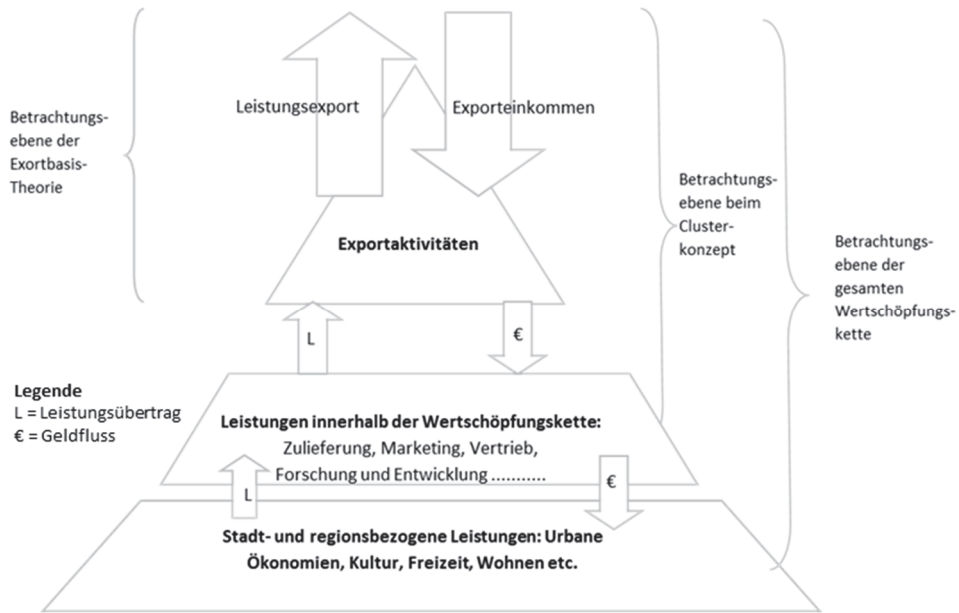 Leistungsexport
Exporteinkommen
Betrachtungs-
ebene der
Exortbasis-
Theorie
Betrachtungs-
ebene beim
Cluster-
konzept
Betrachtungs-
ebene der
gesamten
Wertschöpfungs-
kette
Exportaktivitäten
L
€
Legende
L = Leistungsübertrag
€ = Geldfluss
Leistungen innerhalb der Wertschöpfungskette:
Zulieferung, Marketing, Vertrieb,
Forschung und Entwicklung ...........
L
€
Stadt- und regionsbezogene Leistungen: Urbane
Ökonomien, Kultur, Freizeit, Wohnen etc.